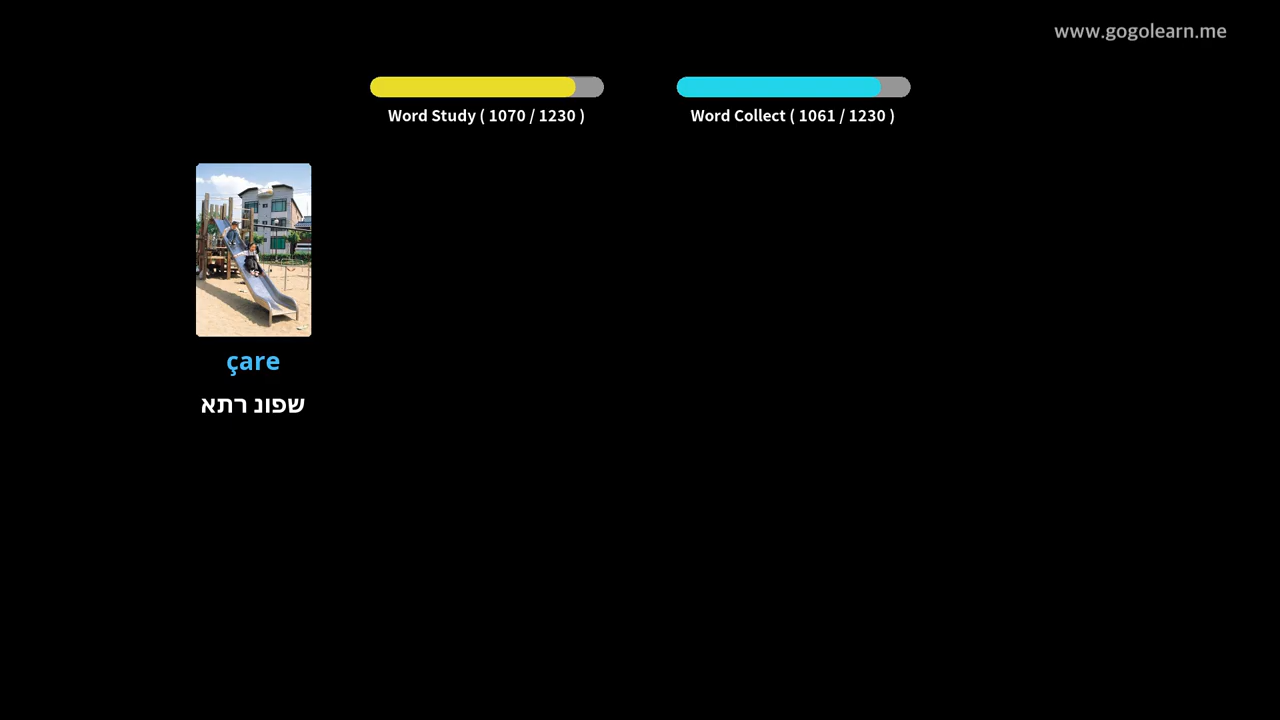 www.gogolearn.me
Word Study ( 1070 / 1230 )
Word Collect ( 1061 / 1230 )
çare
שפונ רתא